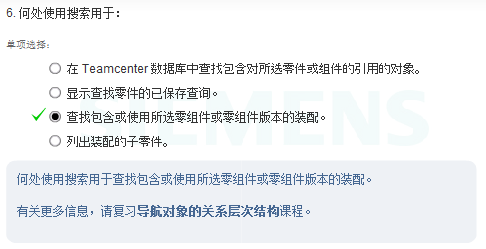 6. 何处使用搜索用于：
单项选择：
在 Teamcenter 数据库中查找包含对所选零件或组件的引用的对象。
显示查找零件的已保存查询。
查找包含或使用所选零组件或零组件版本的装配。
列出装配的子零件。
SIEMENS
何处使用搜索用于查找包含或使用所选零组件或零组件版本的装配。
有关更多信息，请复习导航对象的关系层次结构课程。